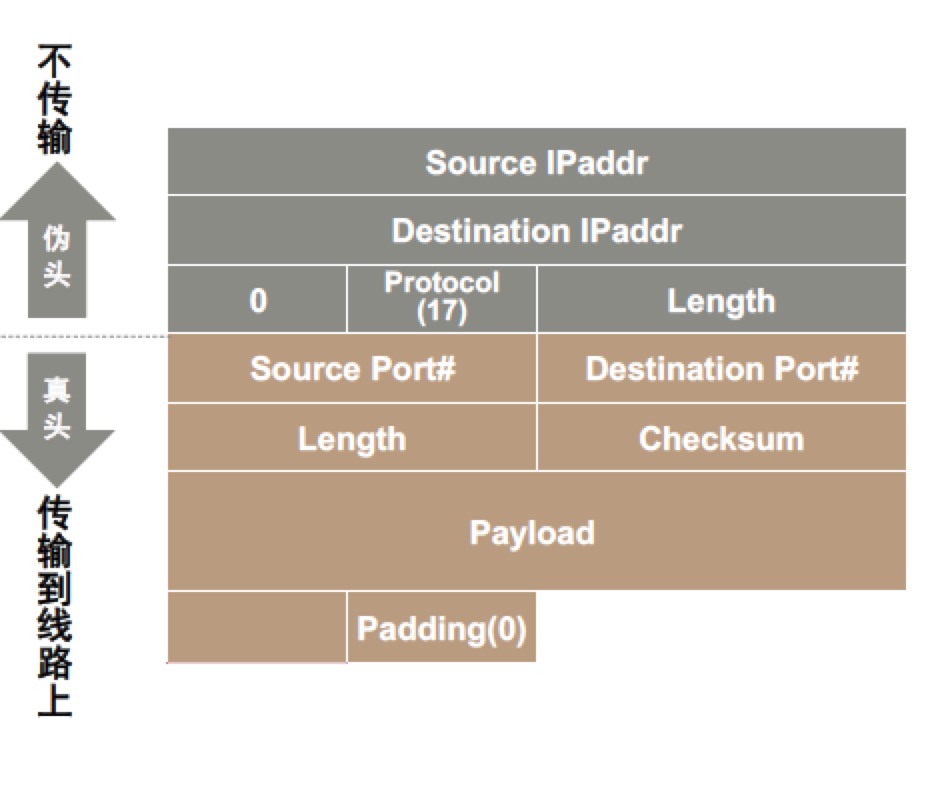 不传输
伪头
Source IPaddr
Destination IPaddr
0
Protocol
(17)
Length
真头
传输到线路上
Source Port#
Destination Port#
Length
Checksum
Payload
Padding(0)